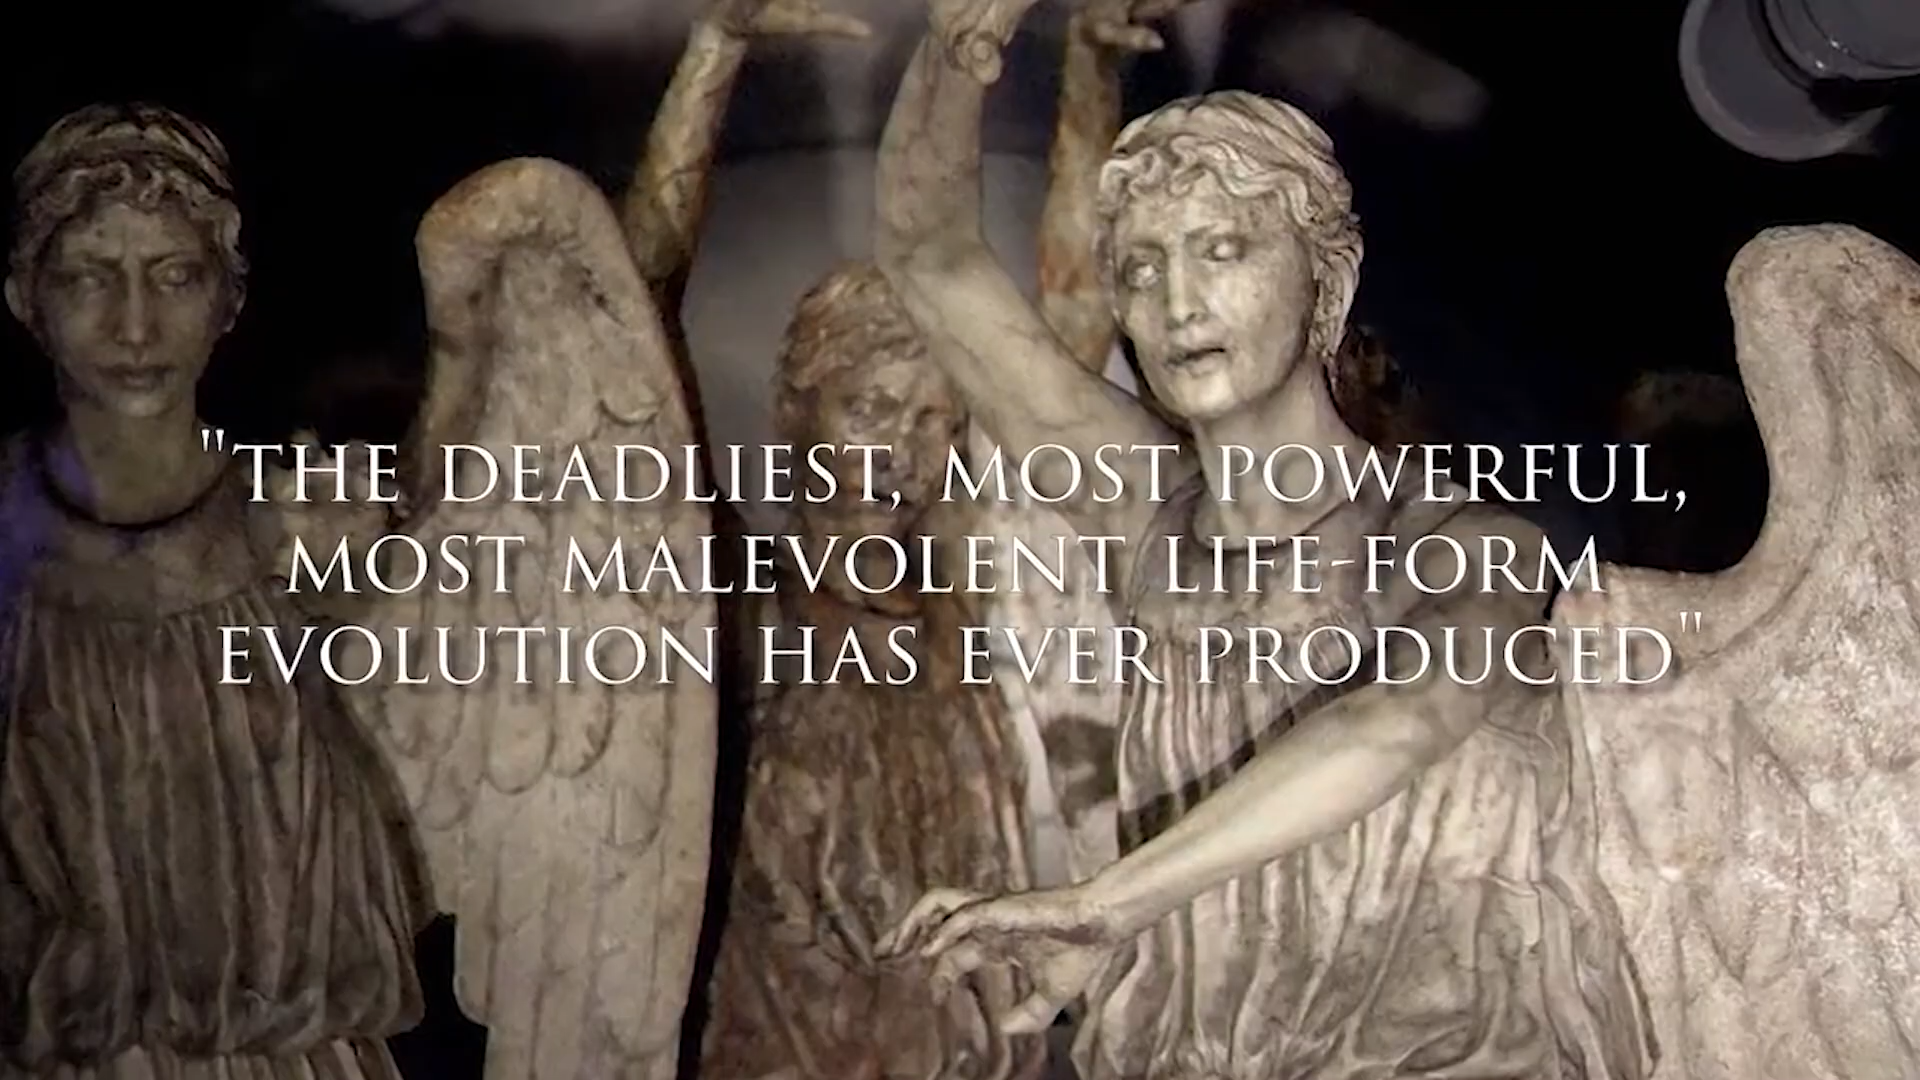 "THE DEADLIEST, MOST POWERFUL,
MOST MALEVOLENT LIFE-FORM
EVOLUTION HAS EVER PRODUCED"